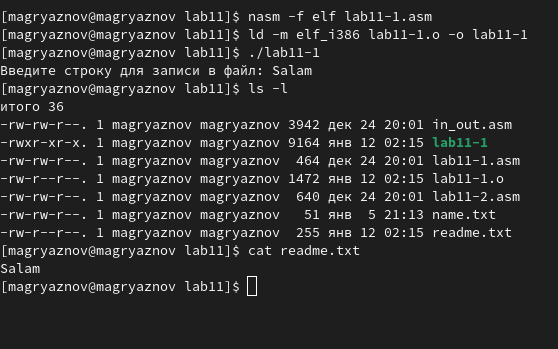 [magryaznov@magryaznov lab11]$ nasm -f elf lab11-1.asm
[magryaznov@magryaznov lab11]$ ld -m elf_i386 lab11-1.o -o lab11-1
[magryaznov@magryaznov lab11]$ ./lab11-1
Введите строку для записи в файл: Salam
[magryaznov@magryaznov lab11]$ ls -l
итого 36
-rw-rw-r--. 1 magryaznov magryaznov 3942 дек 24 20:01 in_out.asm
-rwxr-xr-x. 1 magryaznov magryaznov 9164 янв 12 02:15 lab11-1
-rw-rw-r--. 1 magryaznov magryaznov  464 дек 24 20:01 lab11-1.asm
-rw-r--r--. 1 magryaznov magryaznov 1472 янв 12 02:15 lab11-1.o
-rw-rw-r--. 1 magryaznov magryaznov  640 дек 24 20:01 lab11-2.asm
-rw-rw-r--. 1 magryaznov magryaznov   51 янв  5 21:13 name.txt
-rw-r--r--. 1 magryaznov magryaznov  255 янв 12 02:15 readme.txt
[magryaznov@magryaznov lab11]$ cat readme.txt
Salam
[magryaznov@magryaznov lab11]$